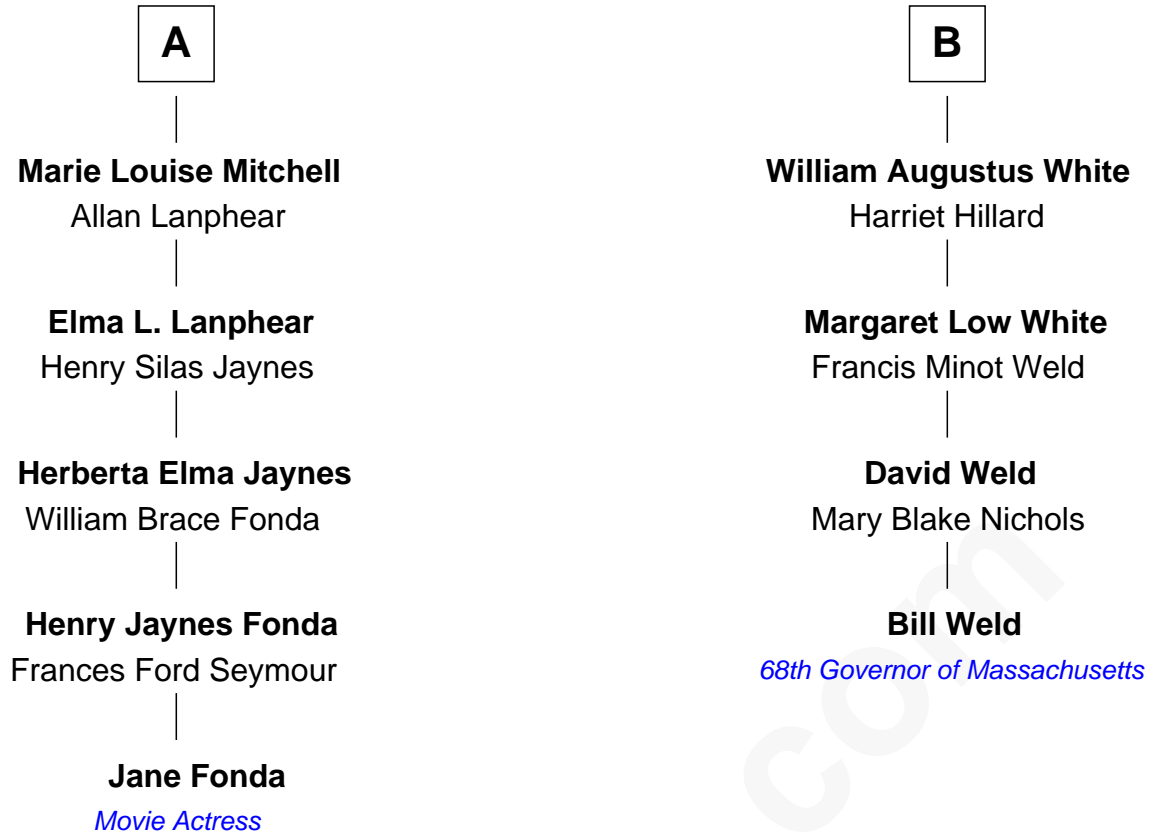 A
Marie Louise Mitchell
Allan Lanphear
Elma L. Lanphear
Henry Silas Jaynes
Herberta Elma Jaynes
William Brace Fonda
Henry Jaynes Fonda
Frances Ford Seymour
Jane Fonda
Movie Actress
B
William Augustus White
Harriet Hillard
Margaret Low White
Francis Minot Weld
David Weld
Mary Blake Nichols
Bill Weld
68th Governor of Massachusetts
com